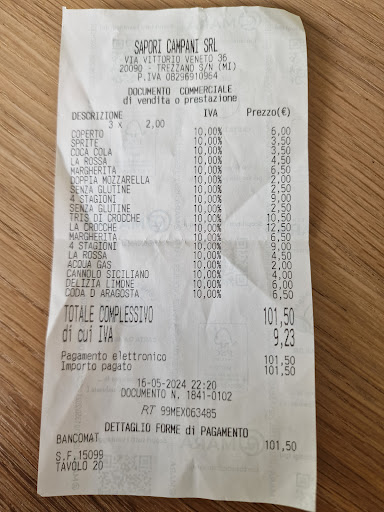 SAPORI CAMPANI SRL
VIA VITTORIO VENETO 36
20090 - TREZZANO S/N (MI)
P.IVA 08296910964
DOCUMENTO COMMERCIALE
di vendita o prestazione
DESCRIZIONE IVA Prezzo(€)
3 x 2,00
COPERTO 10,00% 6,00
SPRITE 10,00% 3,50
COCA COLA 10,00% 3,50
LA ROSSA 10,00% 4,50
MARGHERITA 10,00% 6,50
DOPPIA MOZZARELLA 10,00% 2,00
SENZA GLUTINE 10,00% 2,50
4 STAGIONI 10,00% 9,00
SENZA GLUTINE 10,00% 2,50
TRIS DI CROCCHE 10,00% 10,50
LA CROCCHE 10,00% 12,50
MARGHERITA 10,00% 6,50
4 STAGIONI 10,00% 9,00
LA ROSSA 10,00% 4,50
ACQUA GAS 10,00% 2,00
CANNOLO SICILIANO 10,00% 4,00
DELIZIA LIMONE 10,00% 6,00
CODA D ARAGOSTA 10,00% 6,50
TOTALE COMPLESSIVO 101,50
di cui IVA 9,23
Pagamento elettronico 101,50
Importo pagato 101,50
16-05-2024 22:20
DOCUMENTO N. 1841-0102
RT 99MEX063485
DETTAGLIO FORME di PAGAMENTO
BANCOMAT 101,50
S.F.15099
TAVOLO 20